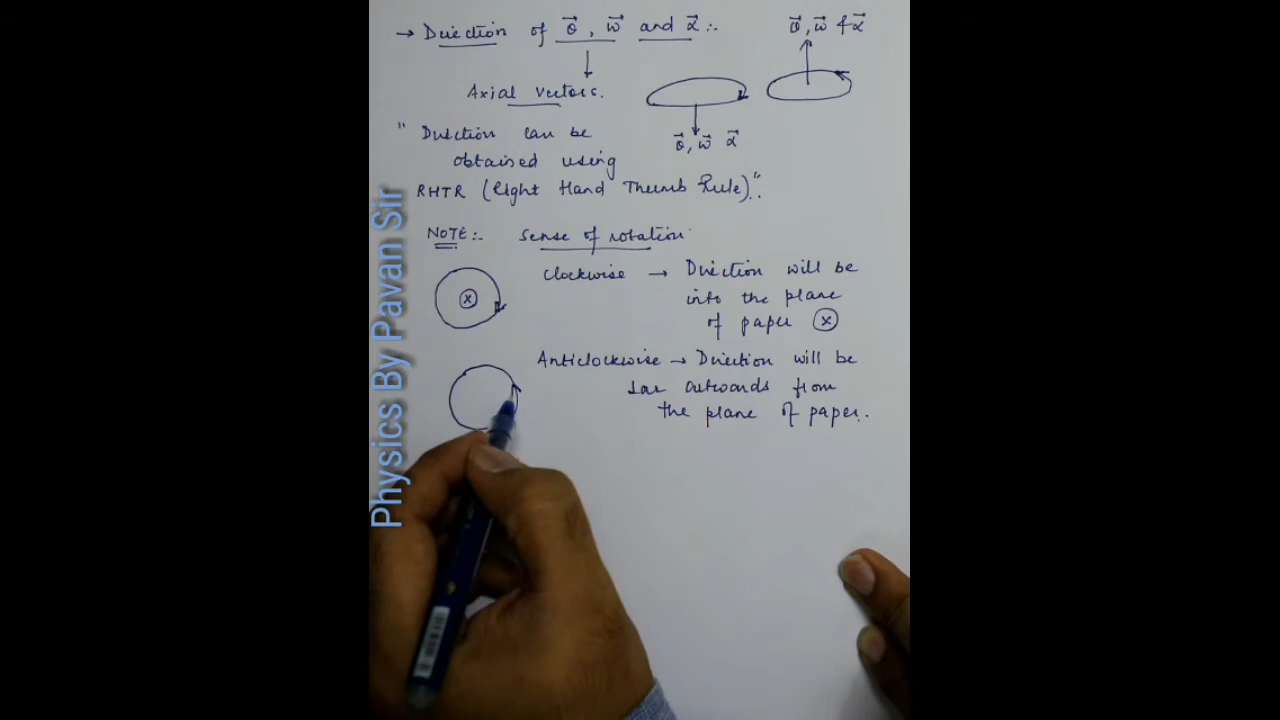 → Direction of θ⃗, ω⃗ and α⃗ :-
θ⃗, ω⃗ & α⃗
Axial vectors.
θ⃗, ω⃗ α⃗
" Direction can be
obtained using
RHTR (Right Hand Thumb Rule)".
NOTE:- Sense of rotation.
Clockwise → Direction will be
into the plane
of paper ⊗
ⓧ
Anticlockwise → Direction will be
outwards from
the plane of paper.
Physics By Pavan Sir